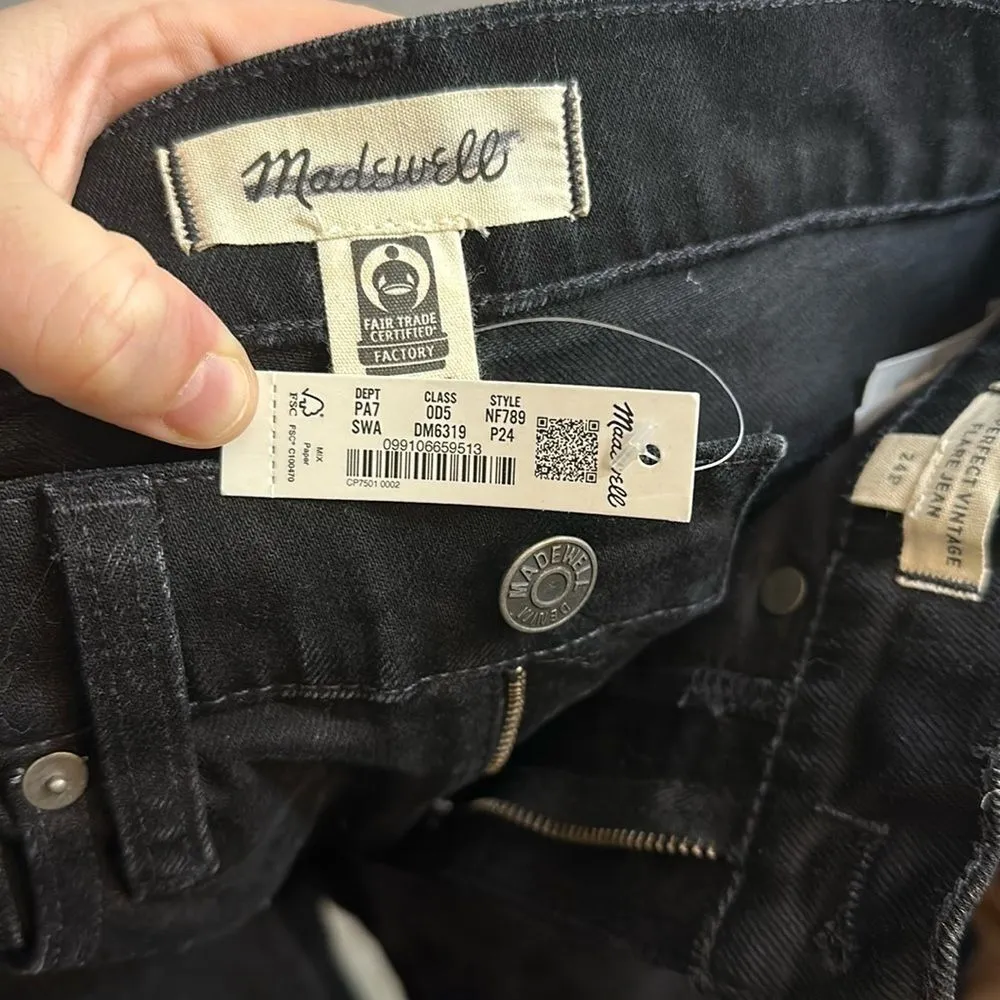 Madewell
FAIR TRADE
CERTIFIED
FACTORY
FSC
FSC® C100470
MIX
Paper
DEPT CLASS STYLE
PA7 0D5 NF789
SWA DM6319 P24
099106659513
CP7501 0002
Madewell
MADEWELL
DENIM
24P
PERFECT VINTAGE
FLARE JEAN